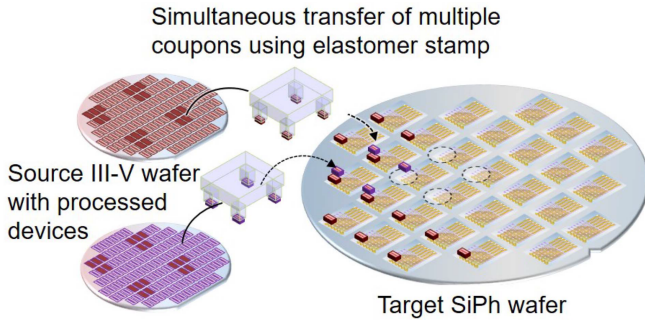 Simultaneous transfer of multiple
coupons using elastomer stamp
Source III-V wafer
with processed
devices
Target SiPh wafer